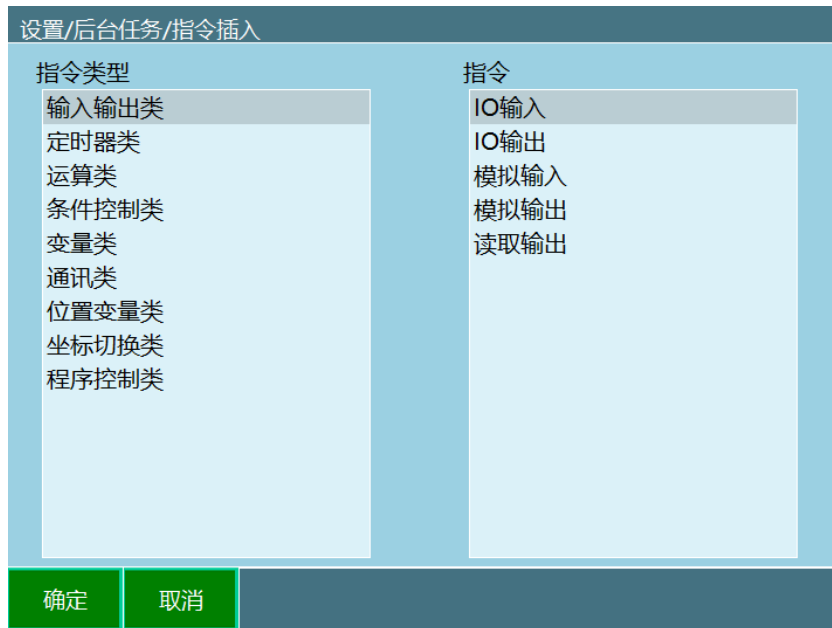 设置/后台任务/指令插入
指令类型
输入输出类
定时器类
运算类
条件控制类
变量类
通讯类
位置变量类
坐标切换类
程序控制类
指令
IO输入
IO输出
模拟输入
模拟输出
读取输出
确定
取消